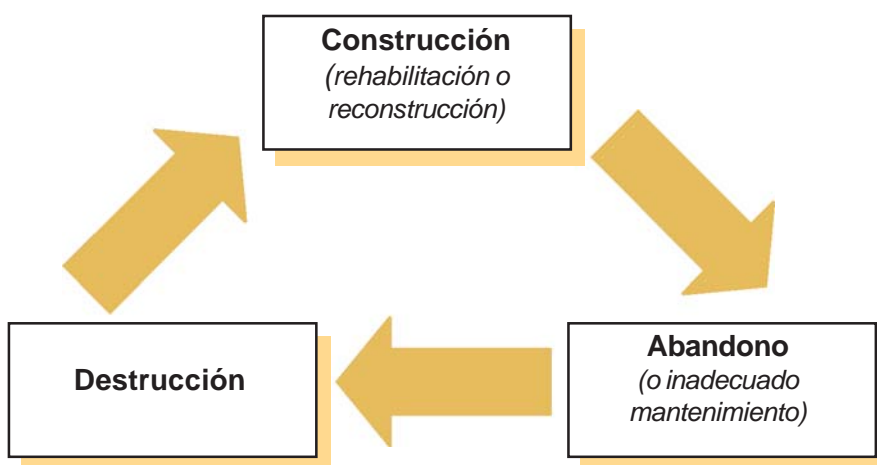 Construcción
(rehabilitación o
reconstrucción)
Abandono
(o inadecuado
mantenimiento)
Destrucción